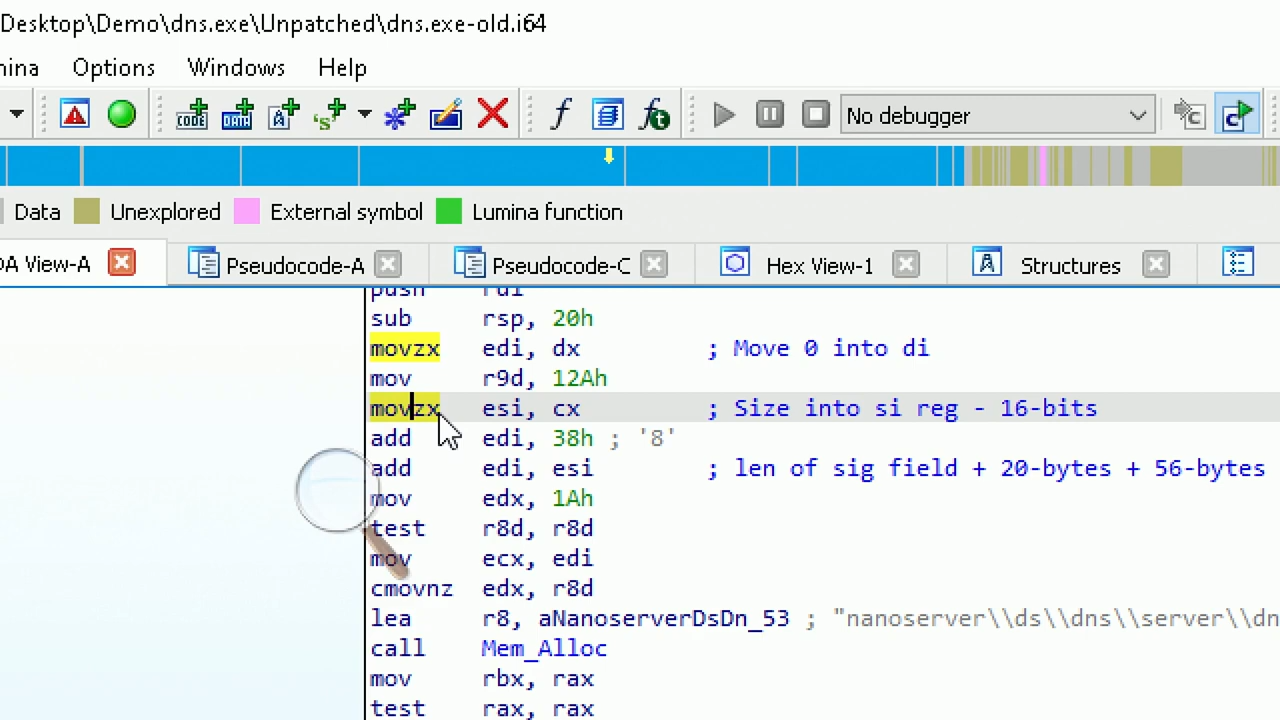 Desktop\Demo\dns.exe\Unpatched\dns.exe-old.i64
Options Windows Help
No debugger
Data Unexplored External symbol Lumina function
View-A Pseudocode-A Pseudocode-C Hex View-1 Structures
push rdi
sub rsp, 20h
movzx edi, dx ; Move 0 into di
mov r9d, 12Ah
movzx esi, cx ; Size into si reg - 16-bits
add edi, 38h ; '8'
add edi, esi ; len of sig field + 20-bytes + 56-bytes
mov edx, 1Ah
test r8d, r8d
mov ecx, edi
cmovnz edx, r8d
lea r8, aNanoserverDsDn_53 ; "nanoserver\\ds\\dns\\server\\dn
call Mem_Alloc
mov rbx, rax
test rax, rax